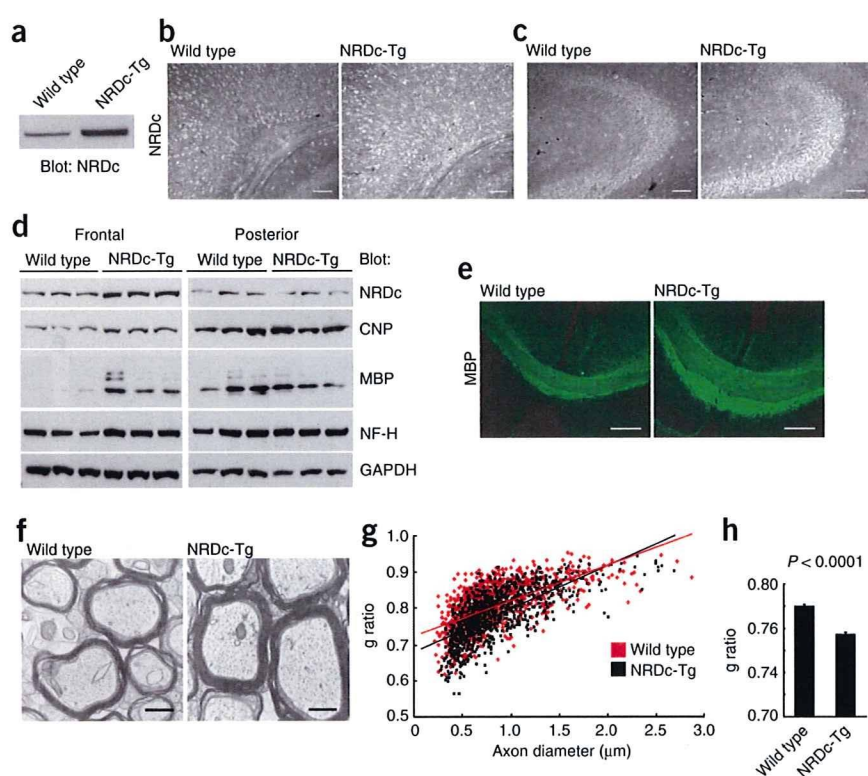 a
Wild type
NRDc-Tg
Blot: NRDc
b
Wild type
NRDc-Tg
NRDc
c
Wild type
NRDc-Tg
d
Frontal
Posterior
Wild type
NRDc-Tg
Wild type
NRDc-Tg
Blot:
NRDc
CNP
MBP
NF-H
GAPDH
e
Wild type
NRDc-Tg
MBP
f
Wild type
NRDc-Tg
g
g ratio
1.0
0.9
0.8
0.7
0.6
0.5
0
0.5
1.0
1.5
2.0
2.5
3.0
Axon diameter (μm)
Wild type
NRDc-Tg
h
P < 0.0001
g ratio
0.80
0.78
0.76
0.74
0.72
0.70
Wild type
NRDc-Tg